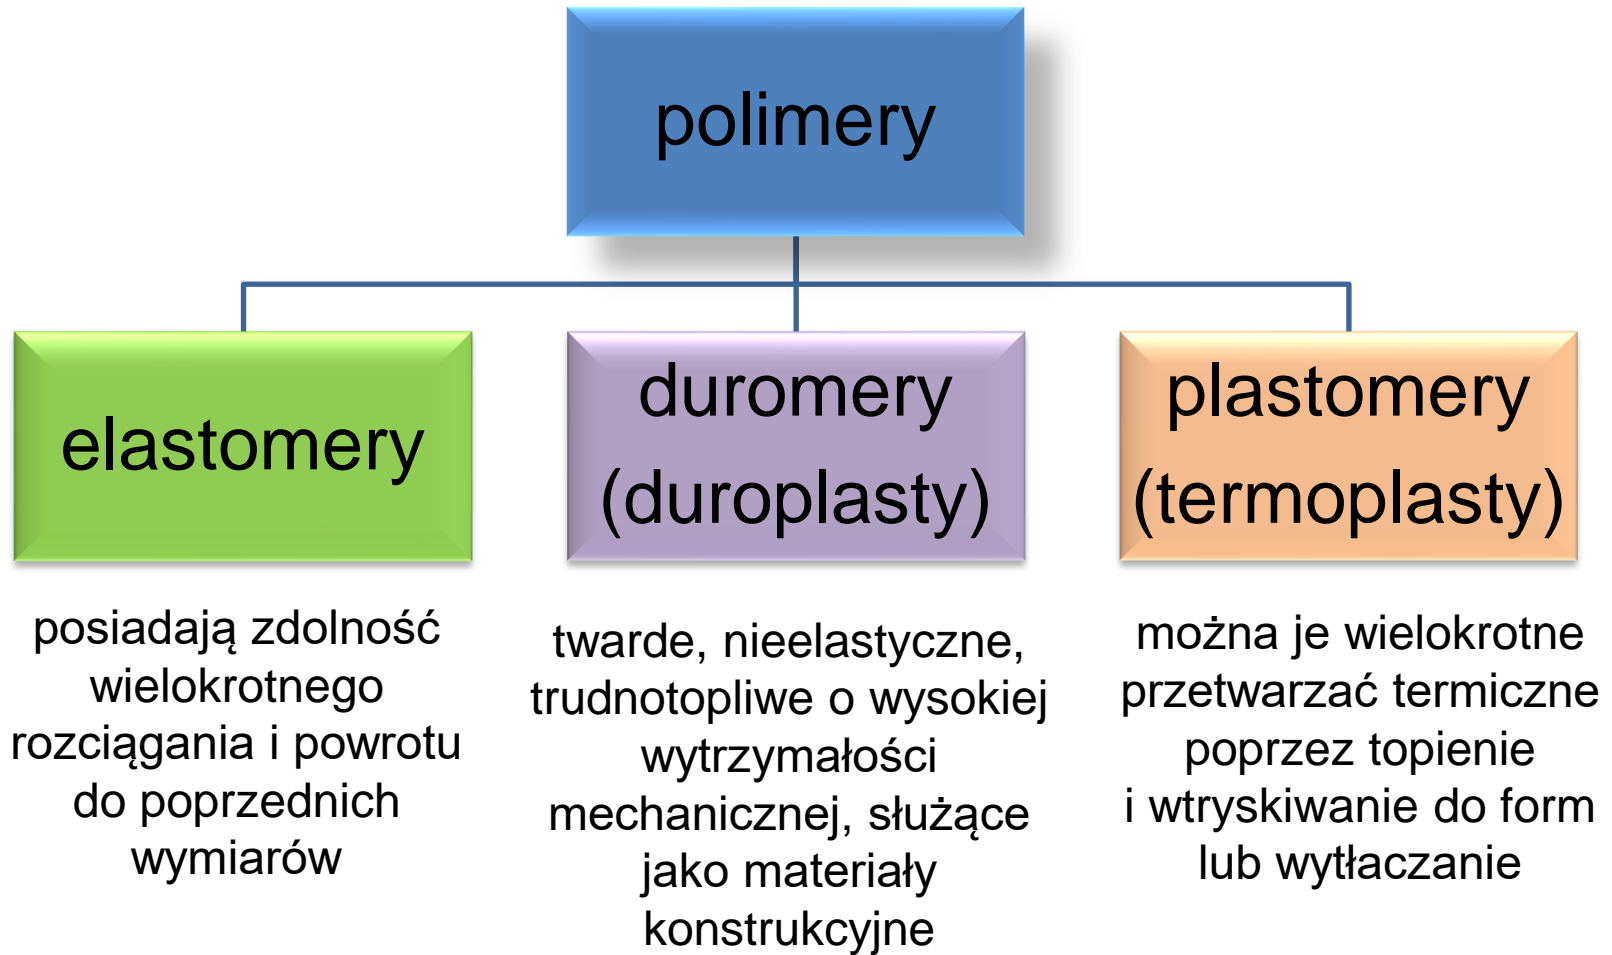 polimery
elastomery
duromery
(duroplasty)
plastomery
(termoplasty)
posiadają zdolność
wielokrotnego
rozciągania i powrotu
do poprzednich
wymiarów
twarde, nieelastyczne,
trudnotopliwe o wysokiej
wytrzymałości
mechanicznej, służące
jako materiały
konstrukcyjne
można je wielokrotne
przetwarzać termiczne
poprzez topienie
i wtryskiwanie do form
lub wytłaczanie